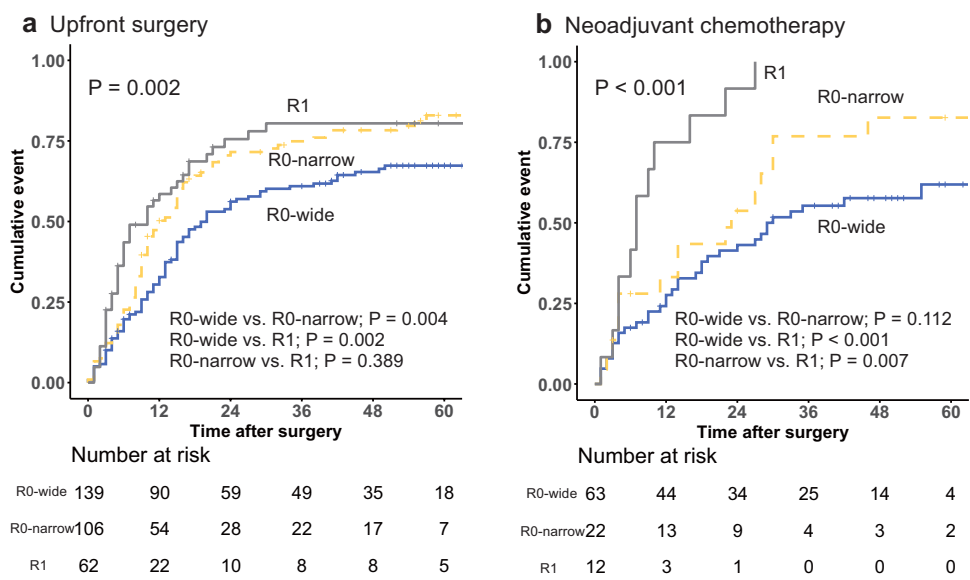 a Upfront surgery
1.00
0.75
0.50
0.25
0.00
Cumulative event
P = 0.002
R1
R0-narrow
R0-wide
R0-wide vs. R0-narrow; P = 0.004
R0-wide vs. R1; P = 0.002
R0-narrow vs. R1; P = 0.389
0 12 24 36 48 60
Time after surgery
Number at risk
R0-wide 139 90 59 49 35 18
R0-narrow 106 54 28 22 17 7
R1 62 22 10 8 8 5
b Neoadjuvant chemotherapy
1.00
0.75
0.50
0.25
0.00
Cumulative event
P < 0.001
R1
R0-narrow
R0-wide
R0-wide vs. R0-narrow; P = 0.112
R0-wide vs. R1; P < 0.001
R0-narrow vs. R1; P = 0.007
0 12 24 36 48 60
Time after surgery
Number at risk
R0-wide 63 44 34 25 14 4
R0-narrow 22 13 9 4 3 2
R1 12 3 1 0 0 0